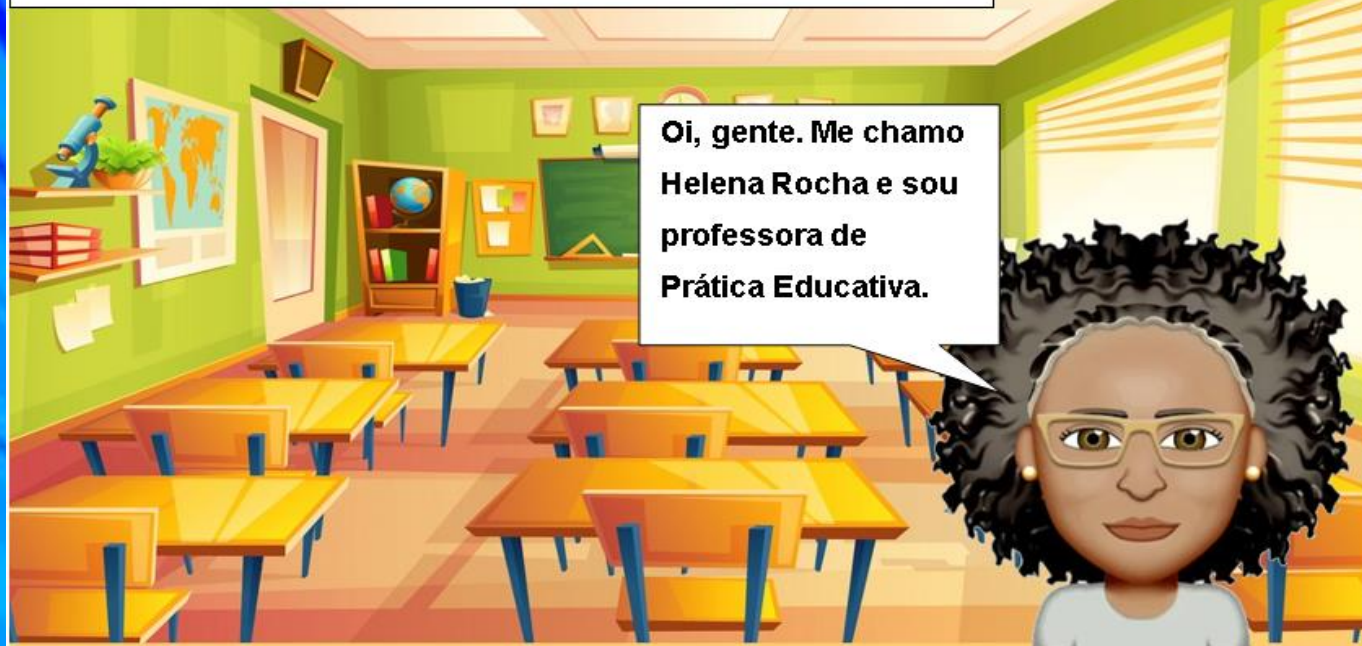 Oi, gente. Me chamo
Helena Rocha e sou
professora de
Prática Educativa.